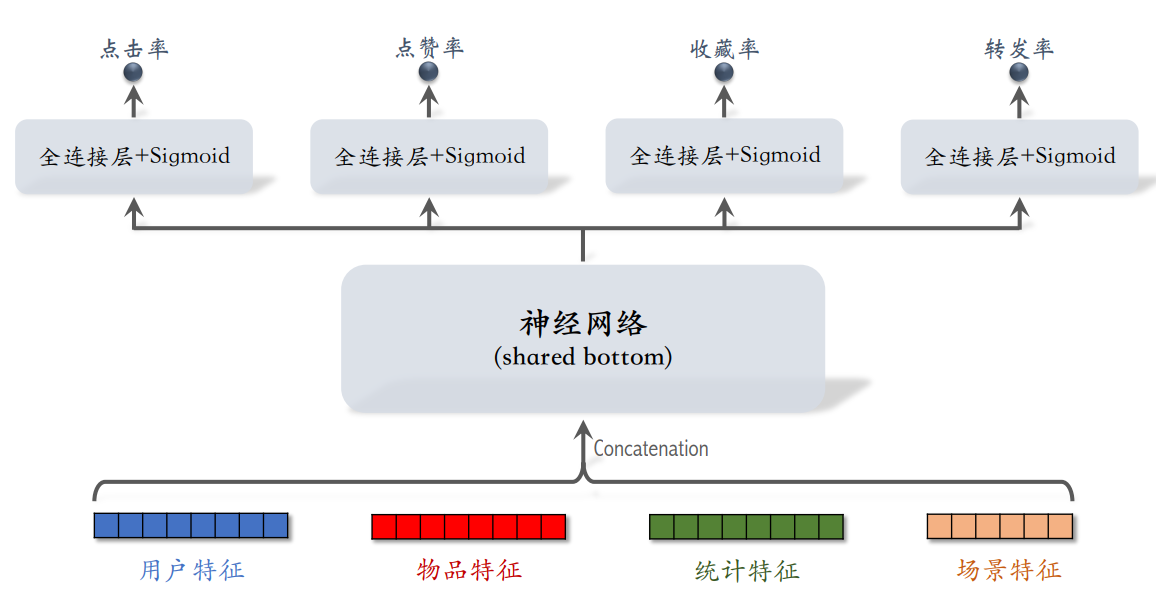 点击率
点赞率
收藏率
转发率
全连接层+Sigmoid
全连接层+Sigmoid
全连接层+Sigmoid
全连接层+Sigmoid
神经网络
(shared bottom)
Concatenation
用户特征
物品特征
统计特征
场景特征